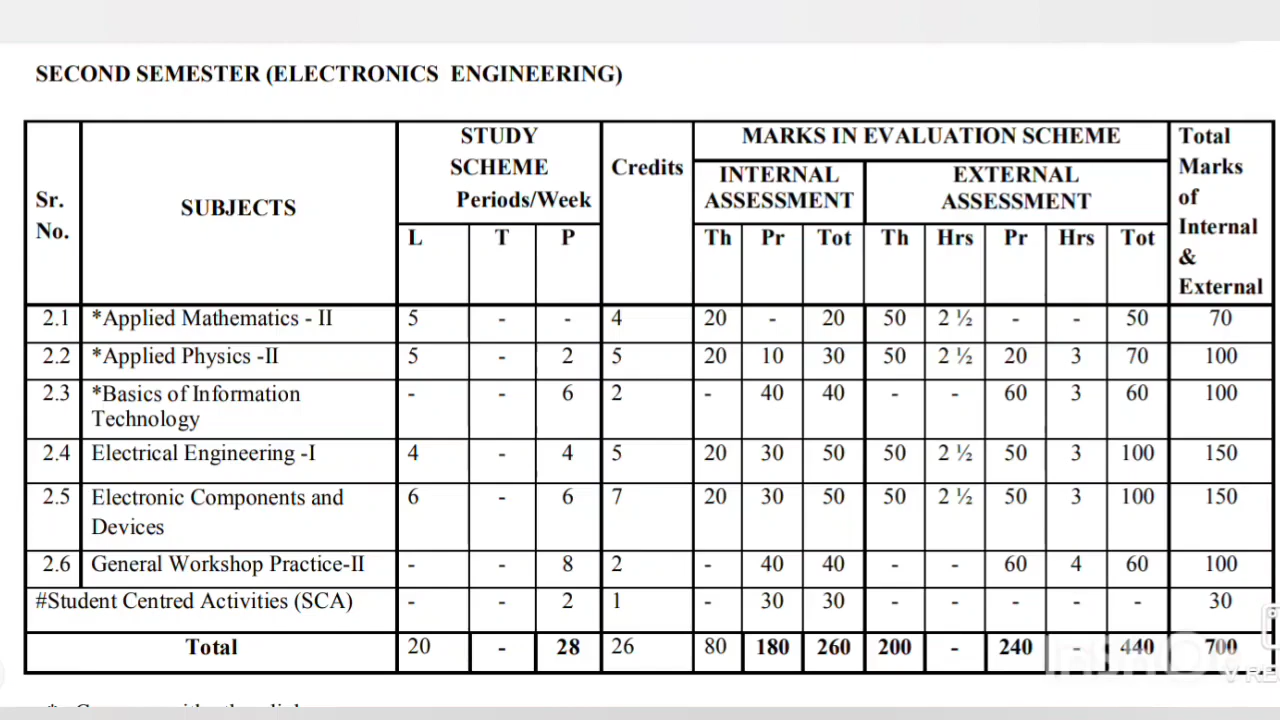 SECOND SEMESTER (ELECTRONICS ENGINEERING)
Sr. No. SUBJECTS STUDY SCHEME Periods/Week Credits MARKS IN EVALUATION SCHEME Total Marks of Internal & External
INTERNAL ASSESSMENT EXTERNAL ASSESSMENT
L T P Th Pr Tot Th Hrs Pr Hrs Tot
2.1 *Applied Mathematics - II 5 - - 4 20 - 20 50 2 ½ - - 50 70
2.2 *Applied Physics -II 5 - 2 5 20 10 30 50 2 ½ 20 3 70 100
2.3 *Basics of Information - - 6 2 - 40 40 - - 60 3 60 100
Technology
2.4 Electrical Engineering -I 4 - 4 5 20 30 50 50 2 ½ 50 3 100 150
2.5 Electronic Components and 6 - 6 7 20 30 50 50 2 ½ 50 3 100 150
Devices
2.6 General Workshop Practice-II - - 8 2 - 40 40 - - 60 4 60 100
#Student Centred Activities (SCA) - - 2 1 - 30 30 - - - - - 30
Total 20 - 28 26 80 180 260 200 - 240 440 700